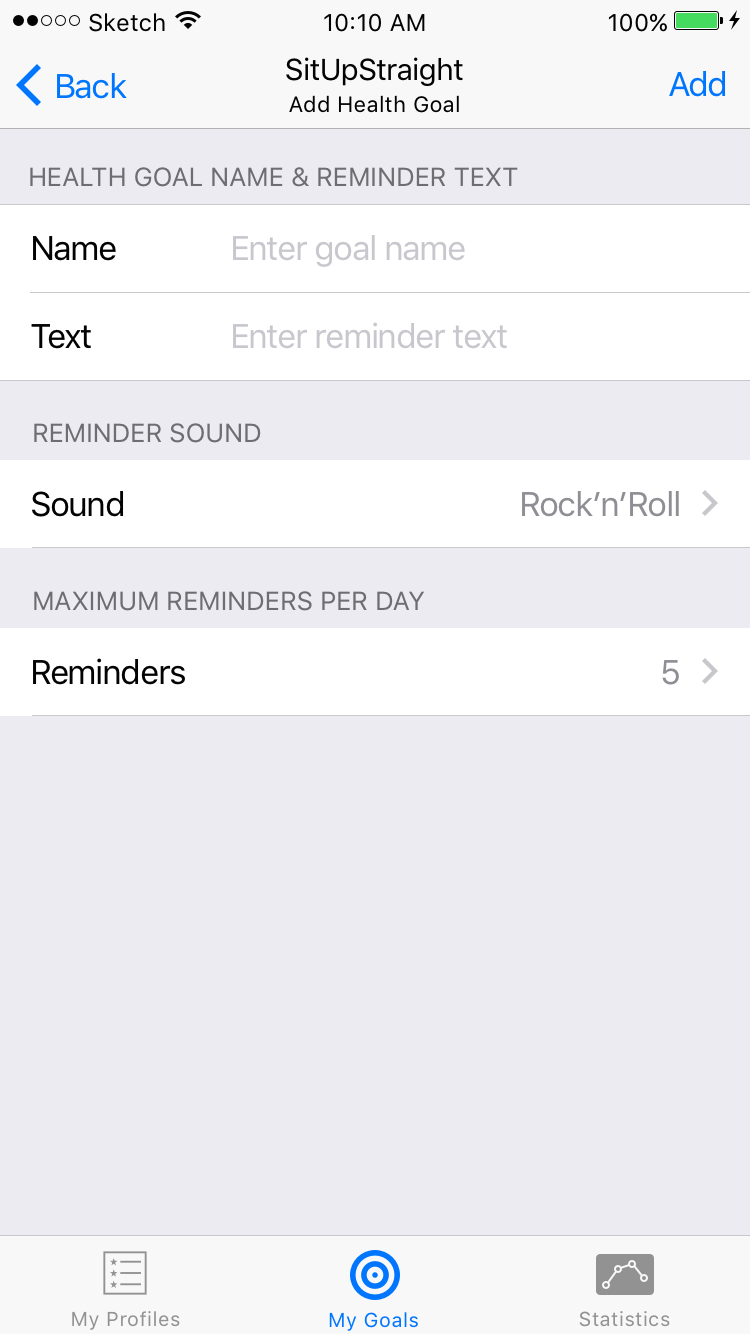 Sketch 10:10 AM 100%
Back SitUpStraight Add
Add Health Goal
HEALTH GOAL NAME & REMINDER TEXT
Name Enter goal name
Text Enter reminder text
REMINDER SOUND
Sound Rock’n’Roll
MAXIMUM REMINDERS PER DAY
Reminders 5
My Profiles My Goals Statistics